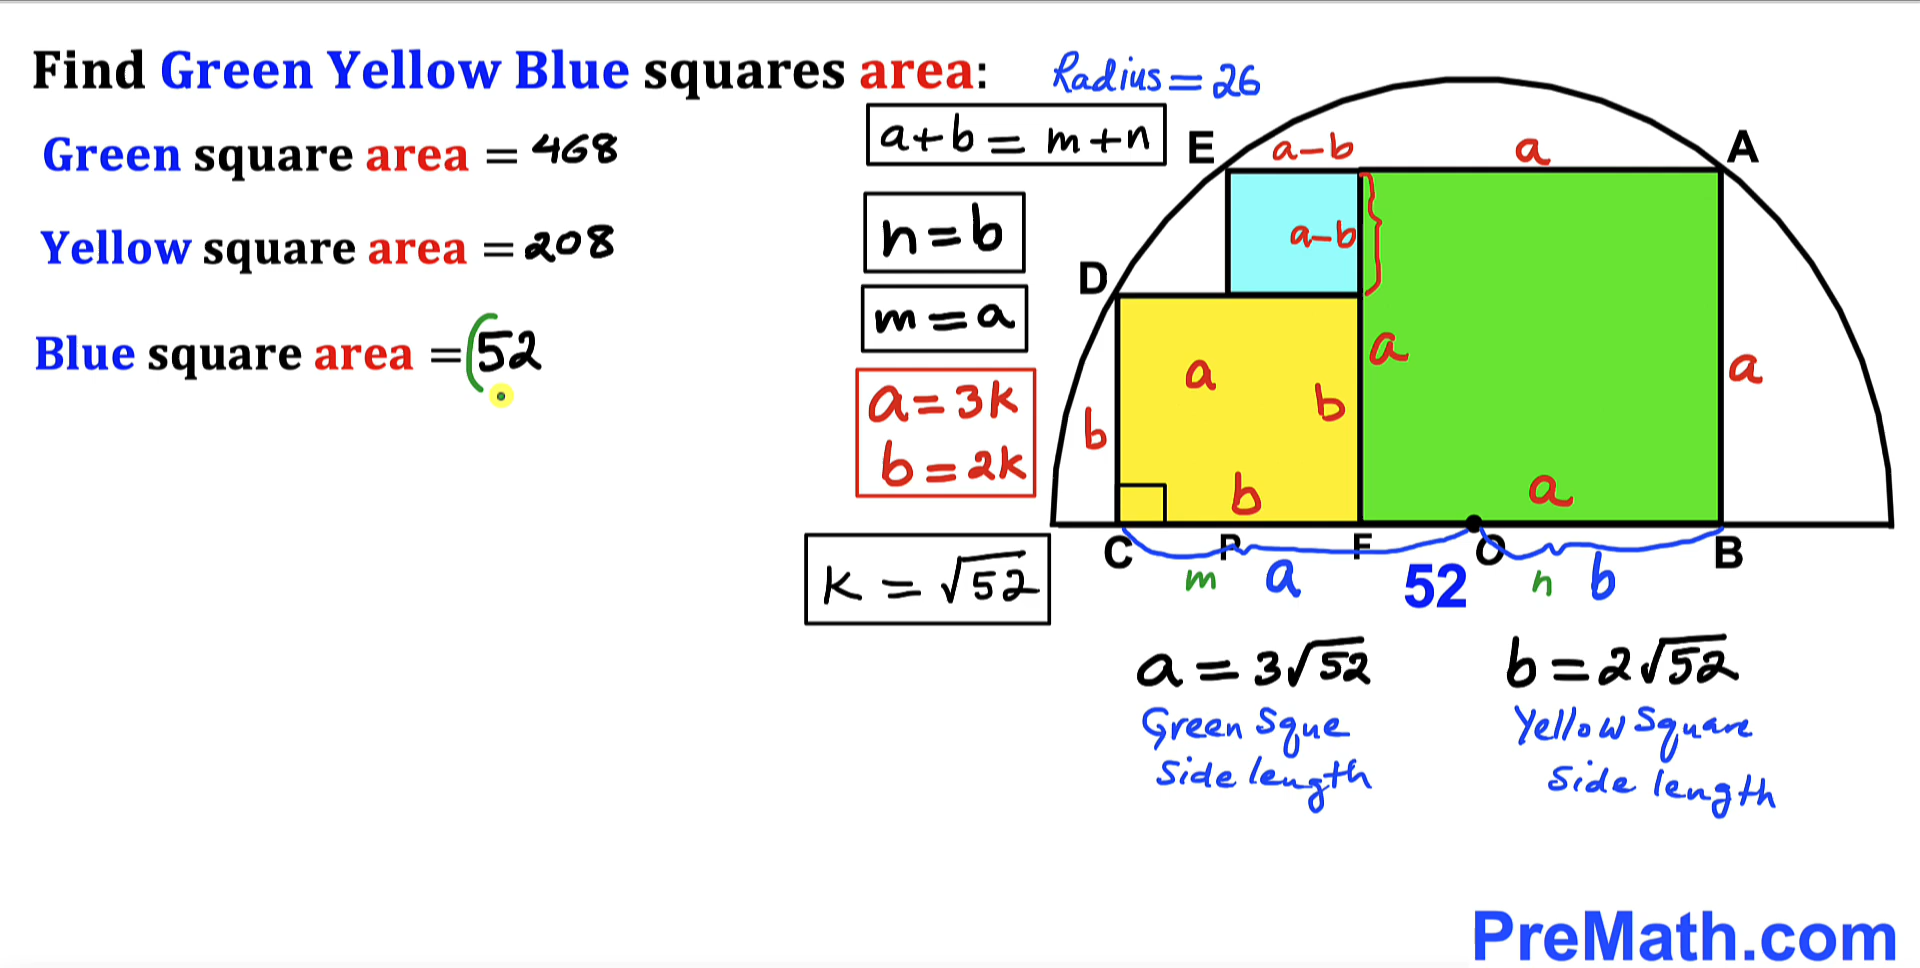 Find Green Yellow Blue squares area:
Radius = 26
Green square area = 468
Yellow square area = 208
Blue square area = (52
a+b = m+n
n = b
m = a
a = 3k
b = 2k
k = √52
E
a-b
a
A
a-b
D
a
a
a
b
b
b
a
C
P
F
O
B
m
a
52
n
b
a = 3√52
b = 2√52
Green Sque
Side length
Yellow Square
Side length
PreMath.com